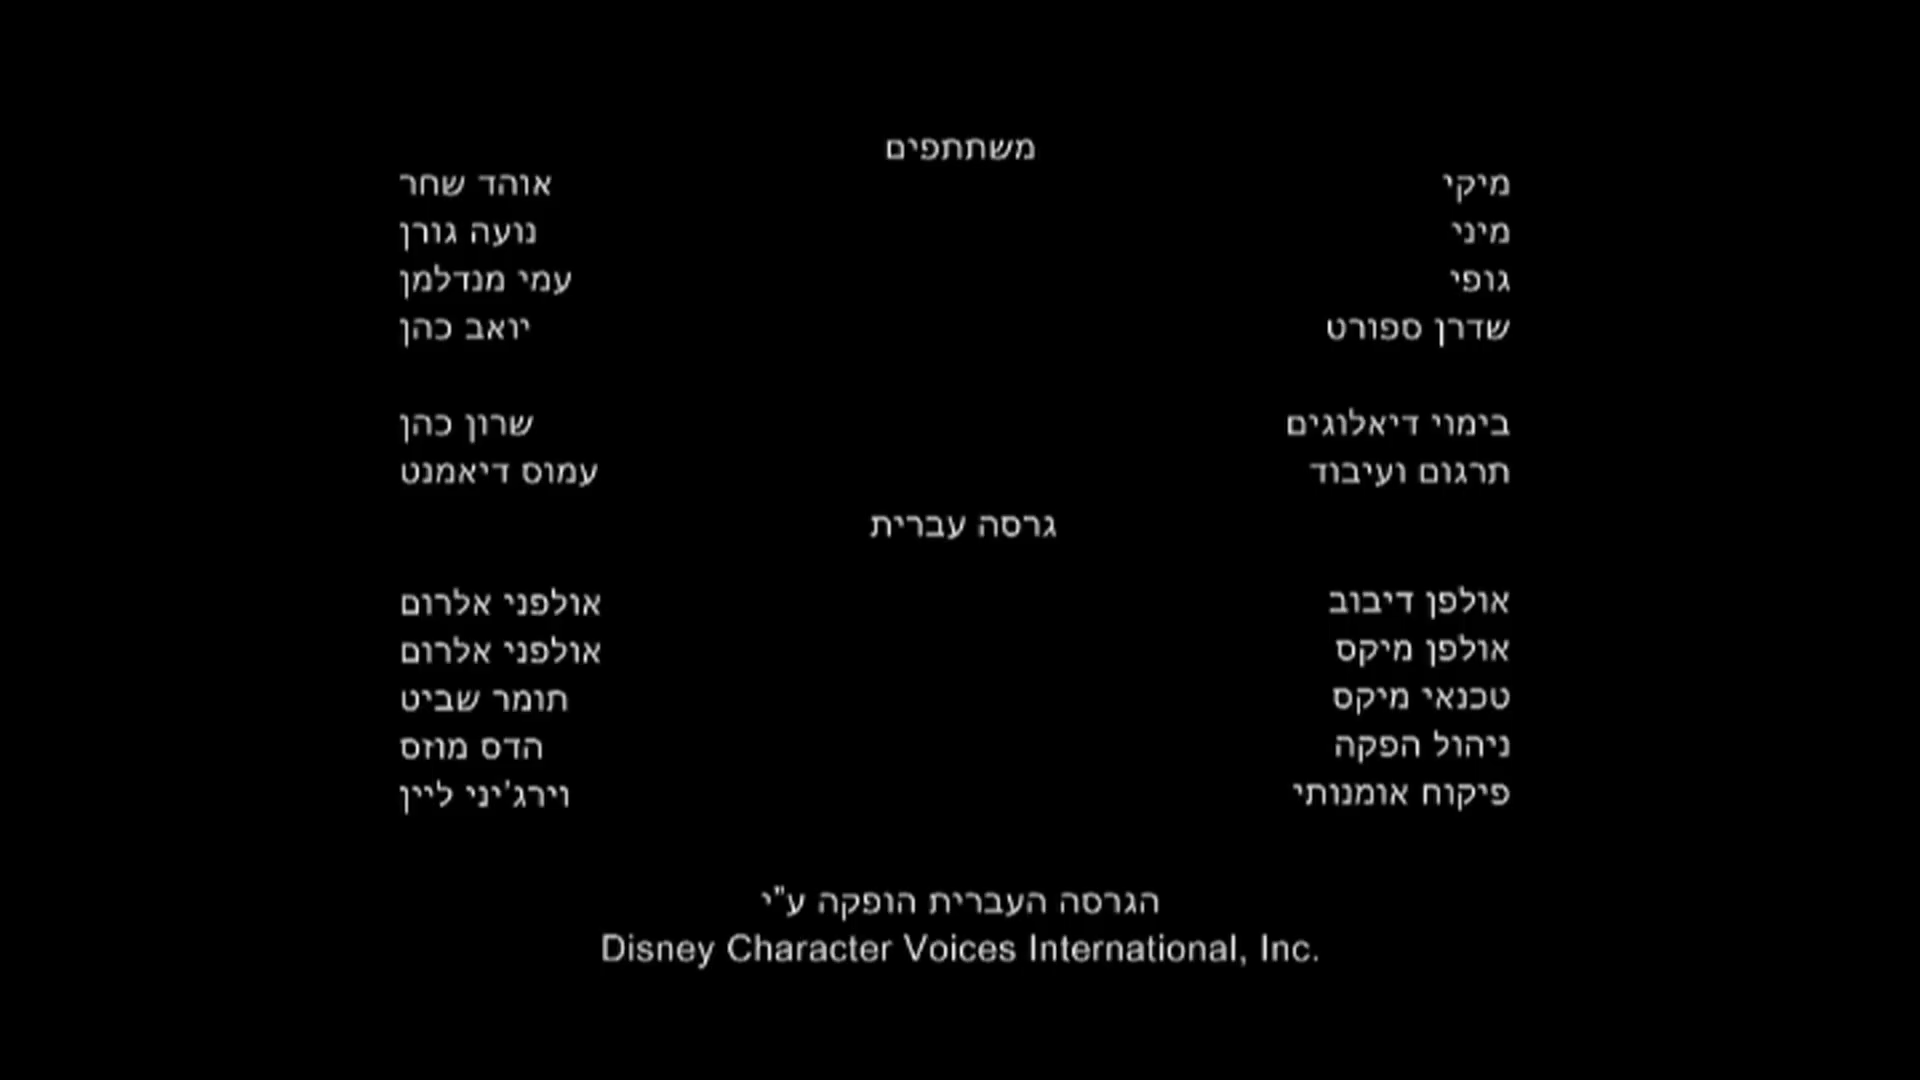 משתתפים
מיקי אוהד שחר
מיני נועה גורן
גופי עמי מנדלמן
שדרן ספורט יואב כהן
בימוי דיאלוגים שרון כהן
תרגום ועיבוד עמוס דיאמנט
גרסה עברית
אולפן דיבוב אולפני אלרום
אולפן מיקס אולפני אלרום
טכנאי מיקס תומר שביט
ניהול הפקה הדס מוזס
פיקוח אומנותי וירג'יני ליין
הגרסה העברית הופקה ע"י
Disney Character Voices International, Inc.